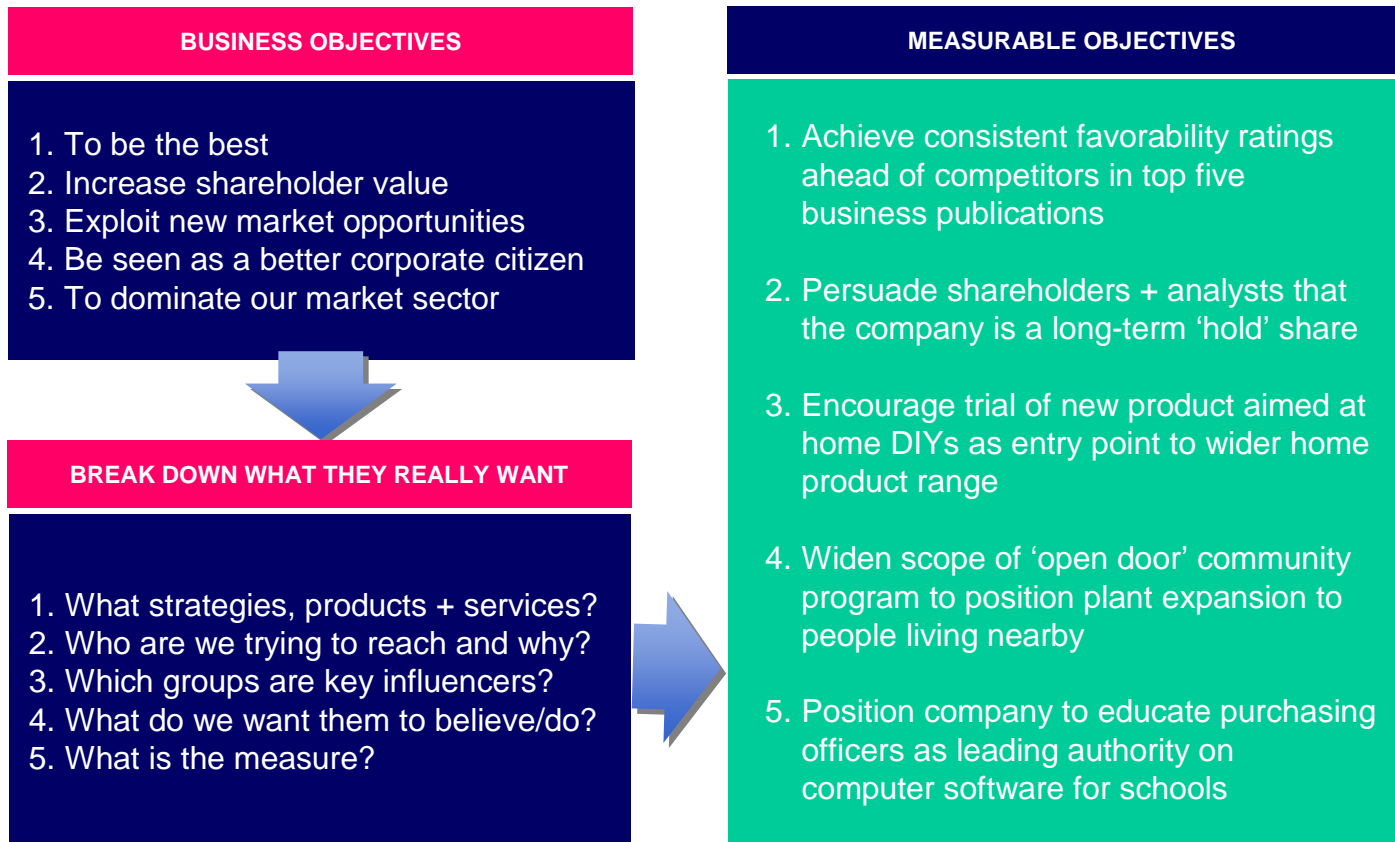 BUSINESS OBJECTIVES
1. To be the best
2. Increase shareholder value
3. Exploit new market opportunities
4. Be seen as a better corporate citizen
5. To dominate our market sector
BREAK DOWN WHAT THEY REALLY WANT
1. What strategies, products + services?
2. Who are we trying to reach and why?
3. Which groups are key influencers?
4. What do we want them to believe/do?
5. What is the measure?
MEASURABLE OBJECTIVES
1. Achieve consistent favorability ratings
ahead of competitors in top five
business publications
2. Persuade shareholders + analysts that
the company is a long-term ‘hold’ share
3. Encourage trial of new product aimed at
home DIYs as entry point to wider home
product range
4. Widen scope of ‘open door’ community
program to position plant expansion to
people living nearby
5. Position company to educate purchasing
officers as leading authority on
computer software for schools